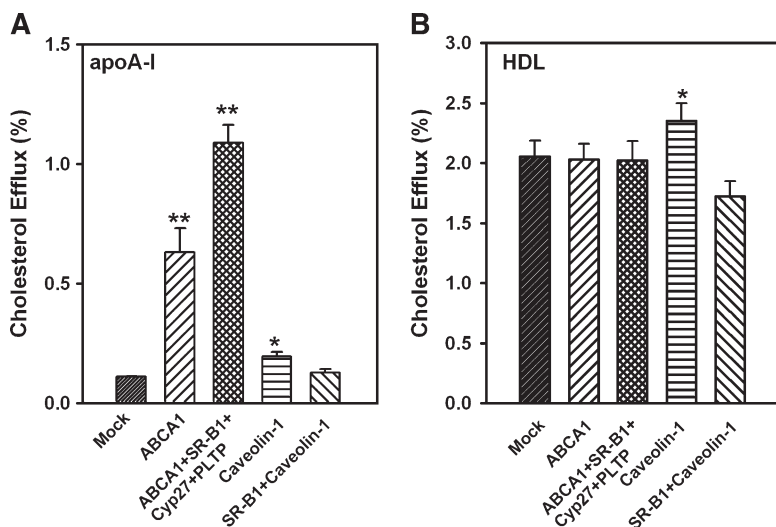 A
apoA-I
Cholesterol Efflux (%)
1.5
1.0
0.5
0.0
**
**
*
Mock
ABCA1
ABCA1+SR-B1+
Cyp27+PLTP
Caveolin-1
SR-B1+Caveolin-1
B
HDL
Cholesterol Efflux (%)
3.0
2.5
2.0
1.5
1.0
0.5
0.0
*
Mock
ABCA1
ABCA1+SR-B1+
Cyp27+PLTP
Caveolin-1
SR-B1+Caveolin-1